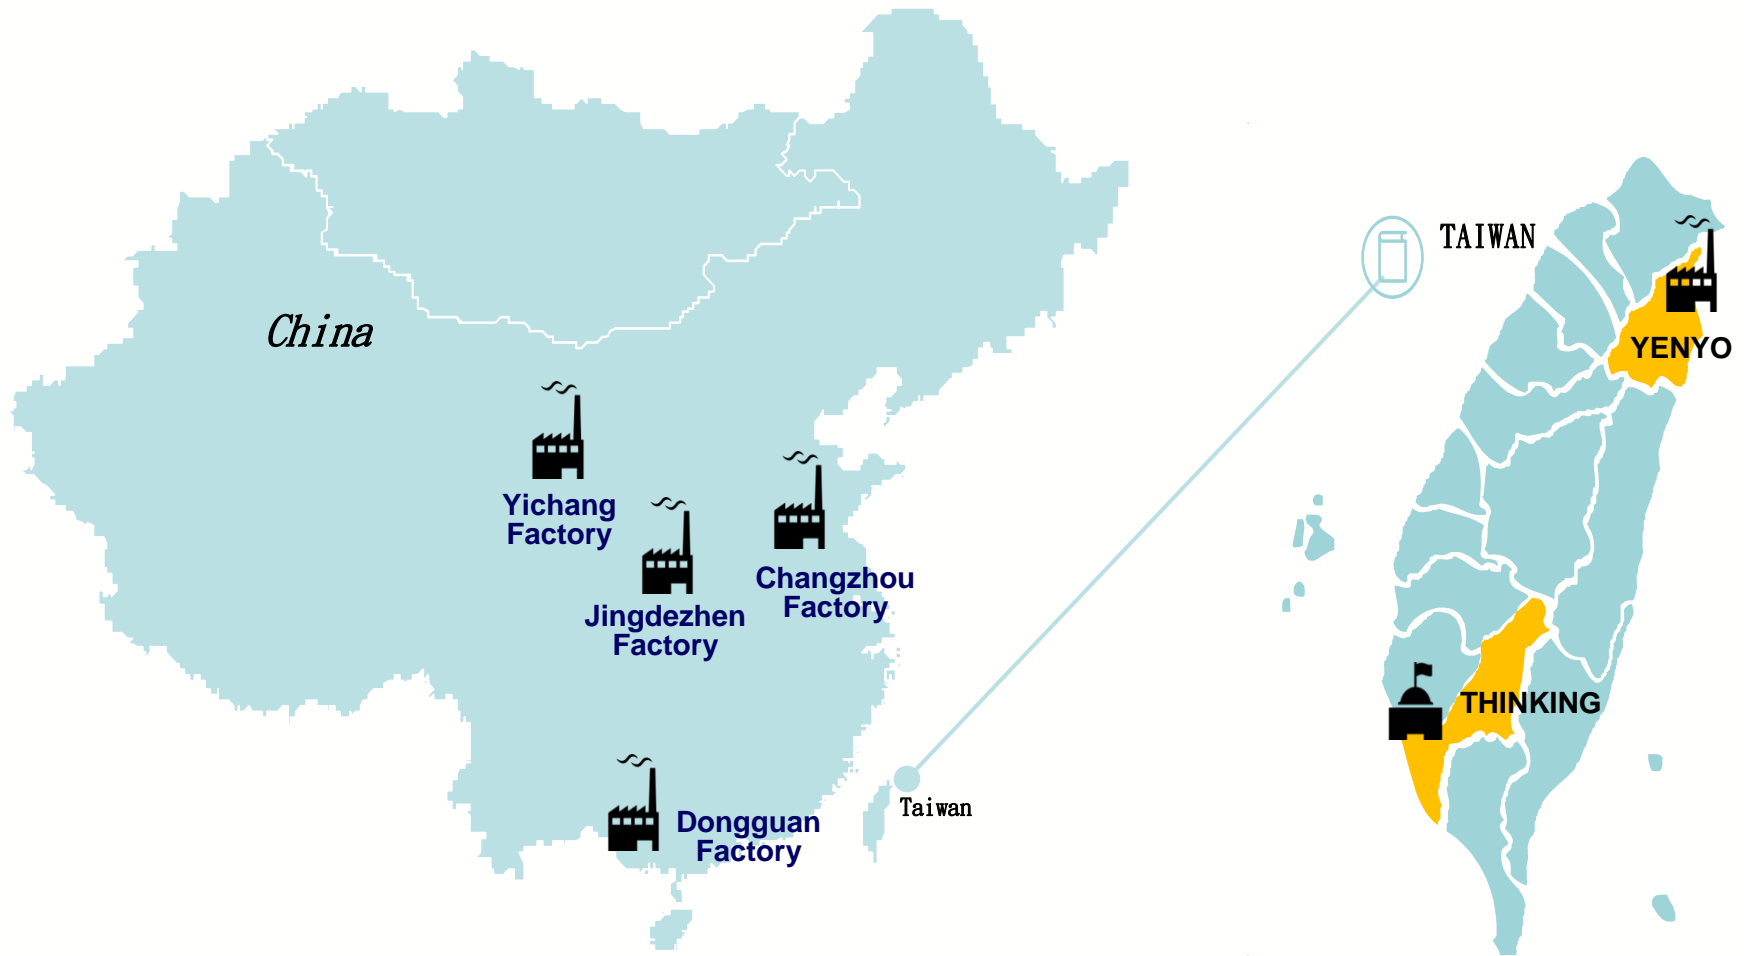 China
Yichang
Factory
Jingdezhen
Factory
Changzhou
Factory
Dongguan
Factory
Taiwan
TAIWAN
YENYO
THINKING